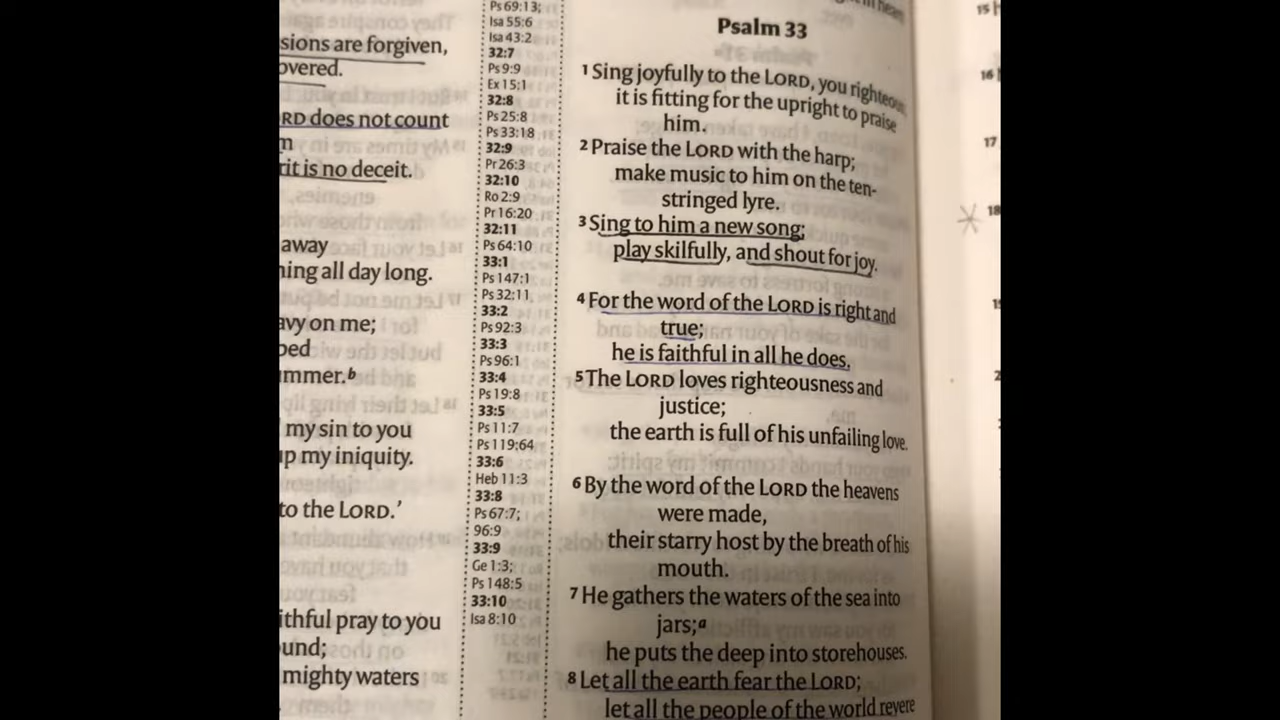 sions are forgiven,
overed.
RD does not count
m
rit is no deceit.
away
ning all day long.
avy on me;
ped
ummer.b
my sin to you
up my iniquity.
to the LORD.'
ithful pray to you
und;
mighty waters
Ps 69:13;
Isa 55:6
Isa 43:2
32:7
Ps 9:9
Ex 15:1
32:8
Ps 25:8
Ps 33:18
32:9
Pr 26:3
32:10
Ro 2:9
Pr 16:20
32:11
Ps 64:10
33:1
Ps 147:1
Ps 32:11
33:2
Ps 92:3
33:3
Ps 96:1
33:4
Ps 19:8
33:5
Ps 11:7
Ps 119:64
33:6
Heb 11:3
33:8
Ps 67:7;
96:9
33:9
Ge 1:3;
Ps 148:5
33:10
Isa 8:10
Psalm 33
1 Sing joyfully to the LORD, you righteous
it is fitting for the upright to praise
him.
2 Praise the LORD with the harp;
make music to him on the ten-
stringed lyre.
3 Sing to him a new song;
play skilfully, and shout for joy.
4 For the word of the LORD is right and
true;
he is faithful in all he does.
5 The LORD loves righteousness and
justice;
the earth is full of his unfailing love.
6 By the word of the LORD the heavens
were made,
their starry host by the breath of his
mouth.
7 He gathers the waters of the sea into
jars;a
he puts the deep into storehouses.
8 Let all the earth fear the LORD;
let all the people of the world revere
15
16
17
18